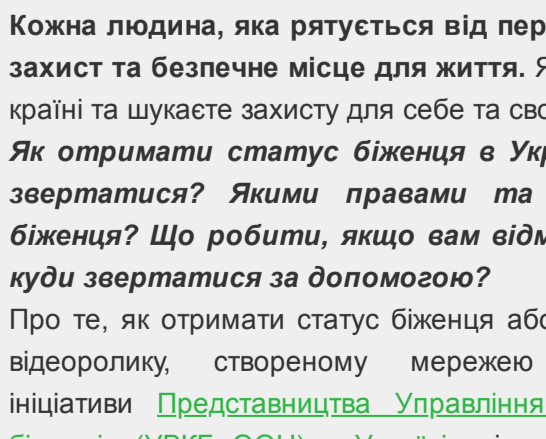 Кожна людина, яка рятується від пер
захист та безпечне місце для життя. Я
країні та шукаєте захисту для себе та сво
Як отримати статус біженця в Укр
звертатися? Якими правами та
біженця? Що робити, якщо вам відм
куди звертатися за допомогою?
Про те, як отримати статус біженця або
відеоролику, створеному мережею
ініціативи Представництва Управління